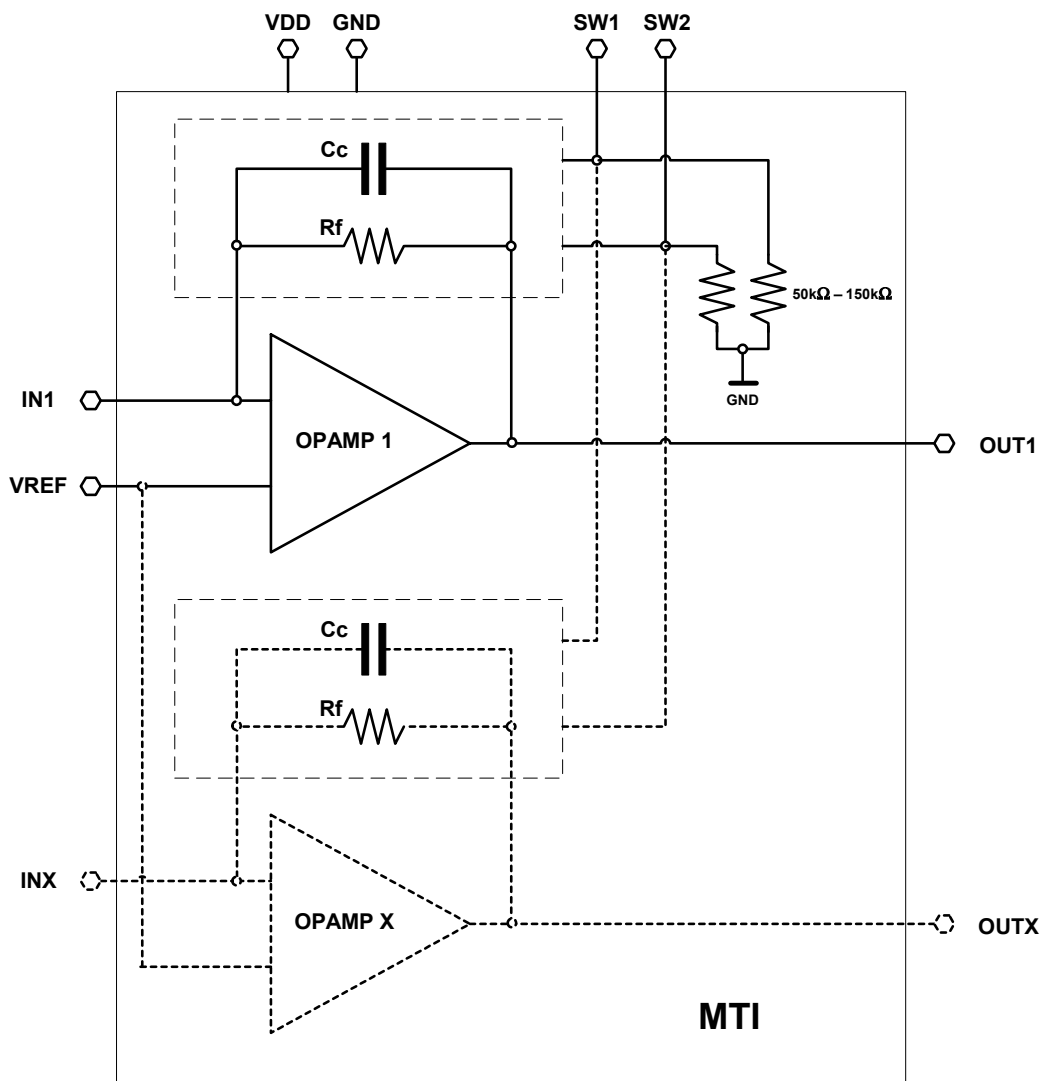 VDD GND SW1 SW2
Cc
Rf
50kΩ – 150kΩ
GND
IN1
OPAMP 1
OUT1
VREF
Cc
Rf
INX
OPAMP X
OUTX
MTI